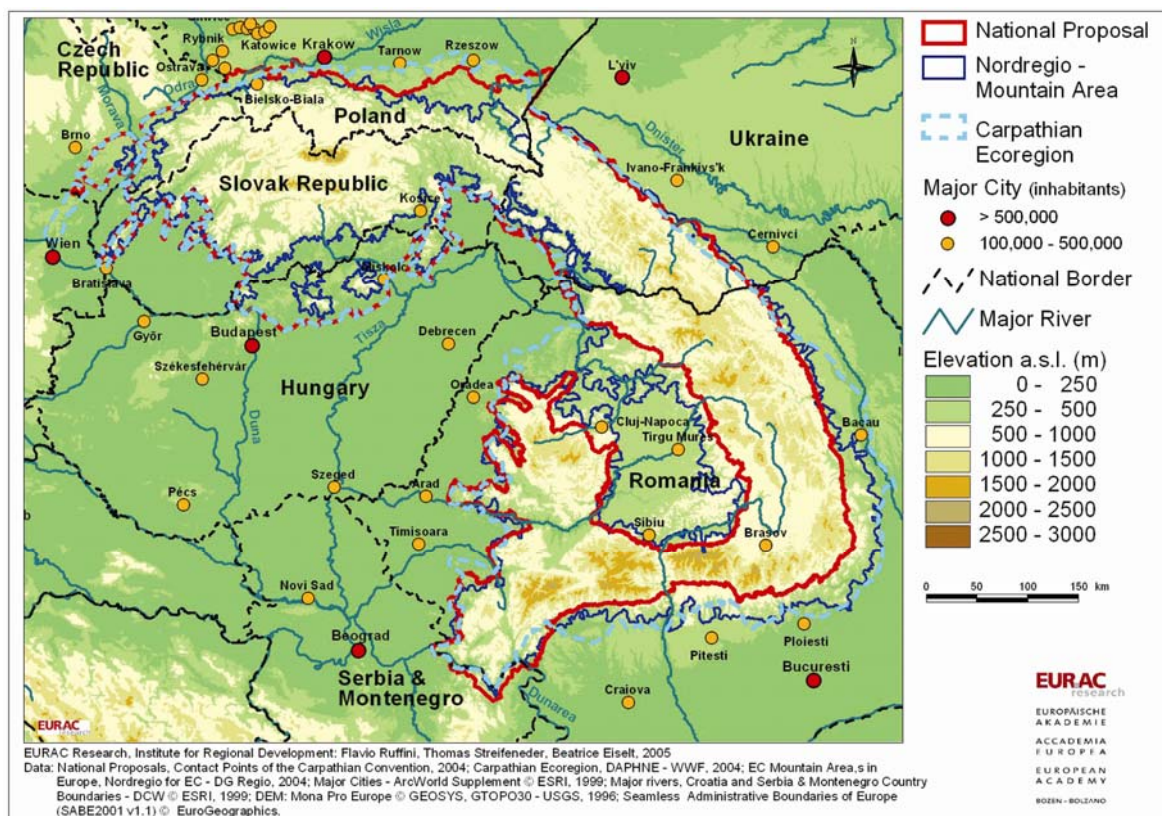 Czech
Republic
Rybnik
Katowice
Krakow
Wisla
Tarnow
Rzeszow
L'viv
Ostrava
Odra
Bielsko-Biala
Morava
Brno
Poland
Dnister
Ukraine
Slovak Republic
Ivano-Frankivs'k
Kosice
Cernivci
Wien
Bratislava
Miskolc
Győr
Budapest
Tisza
Debrecen
Székesfehérvár
Hungary
Oradea
Duna
Cluj-Napoca
Tirgu Mures
Bacau
Szeged
Arad
Romania
Pécs
Timisoara
Sibiu
Brasov
Novi Sad
Beograd
Ploiesti
Pitesti
Serbia &
Montenegro
Bucuresti
Dunarea
Craiova
EURAC
research
N
National Proposal
Nordregio -
Mountain Area
Carpathian
Ecoregion
Major City (inhabitants)
> 500,000
100,000 - 500,000
National Border
Major River
Elevation a.s.l. (m)
0 - 250
250 - 500
500 - 1000
1000 - 1500
1500 - 2000
2000 - 2500
2500 - 3000
0 50 100 150 km
EURAC
research
EUROPÄISCHE
AKADEMIE
ACCADEMIA
EUROPEA
EUROPEAN
ACADEMY
BOZEN - BOLZANO
EURAC Research, Institute for Regional Development: Flavio Ruffini, Thomas Streifeneder, Beatrice Eiselt, 2005
Data: National Proposals, Contact Points of the Carpathian Convention, 2004; Carpathian Ecoregion, DAPHNE - WWF, 2004; EC Mountain Area,s in
Europe, Nordregio for EC - DG Regio, 2004; Major Cities - ArcWorld Supplement © ESRI, 1999; Major rivers, Croatia and Serbia & Montenegro Country
Boundaries - DCW © ESRI, 1999; DEM: Mona Pro Europe © GEOSYS, GTOPO30 - USGS, 1996; Seamless Administrative Boundaries of Europe
(SABE2001 v1.1) © EuroGeographics.